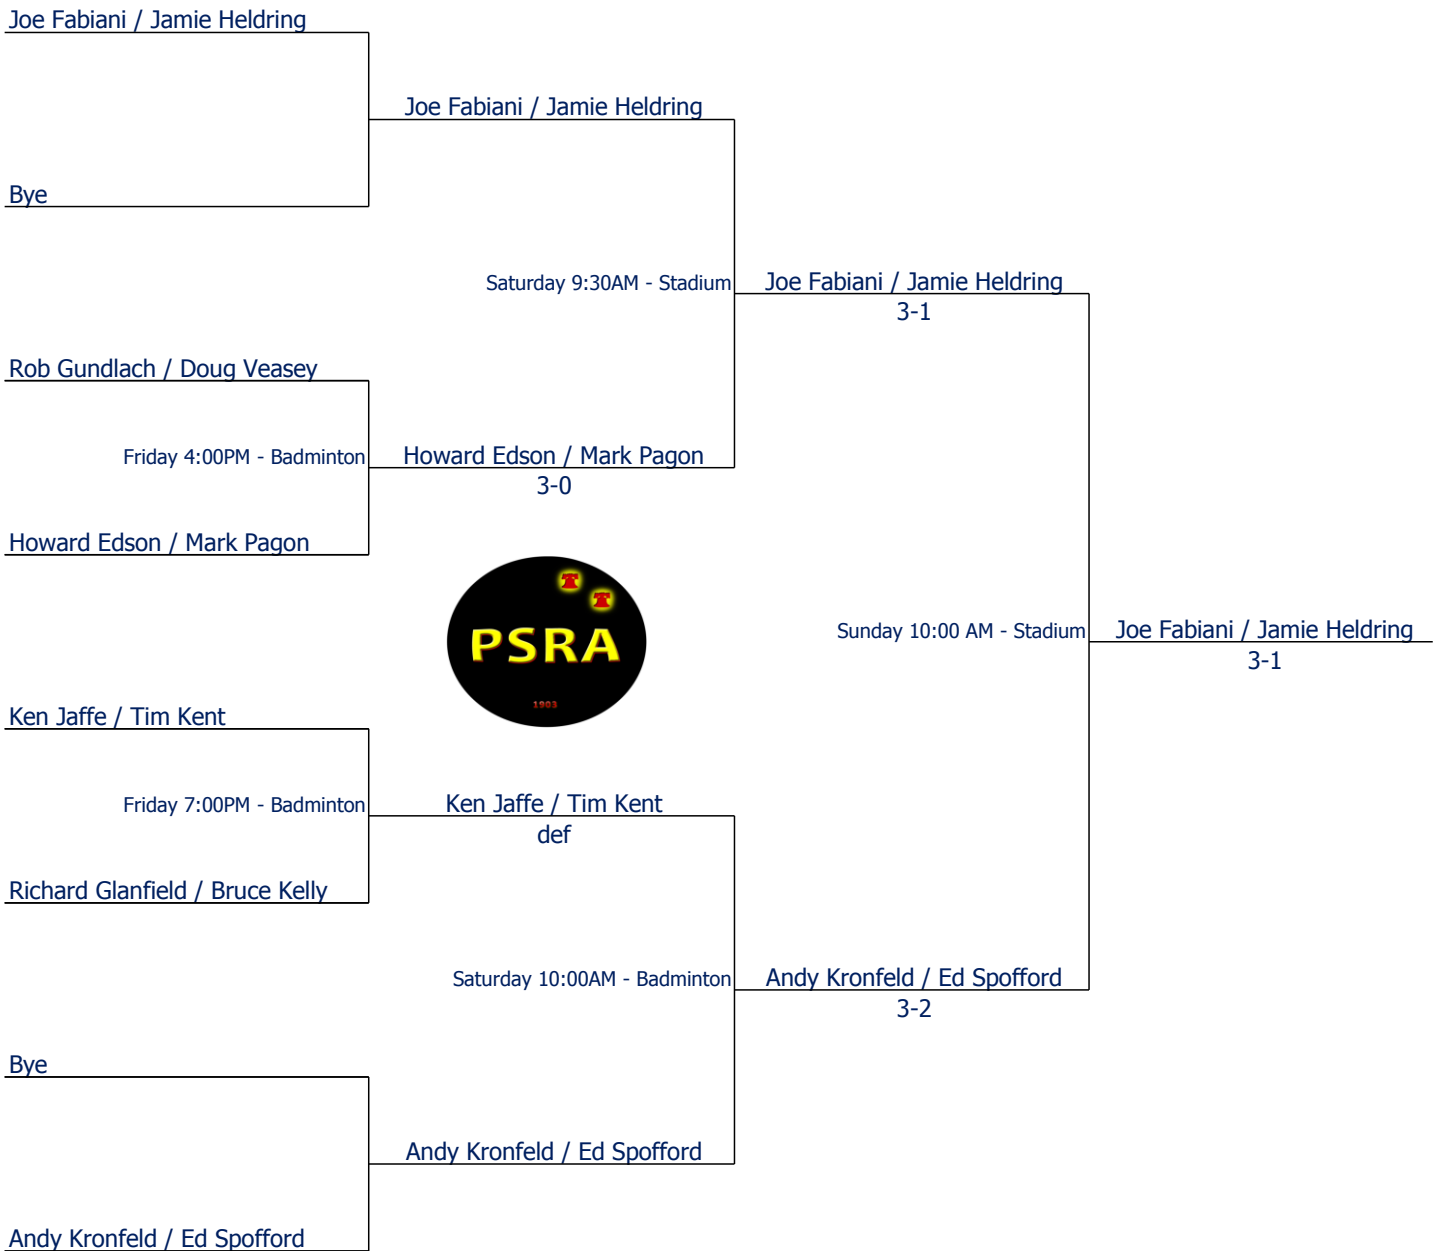 Joe Fabiani / Jamie Heldring
Joe Fabiani / Jamie Heldring
Bye
Saturday 9:30AM - Stadium
Joe Fabiani / Jamie Heldring
3-1
Rob Gundlach / Doug Veasey
Friday 4:00PM - Badminton
Howard Edson / Mark Pagon
3-0
Howard Edson / Mark Pagon
PSRA
1903
Sunday 10:00 AM - Stadium
Joe Fabiani / Jamie Heldring
3-1
Ken Jaffe / Tim Kent
Friday 7:00PM - Badminton
Ken Jaffe / Tim Kent
def
Richard Glanfield / Bruce Kelly
Saturday 10:00AM - Badminton
Andy Kronfeld / Ed Spofford
3-2
Bye
Andy Kronfeld / Ed Spofford
Andy Kronfeld / Ed Spofford